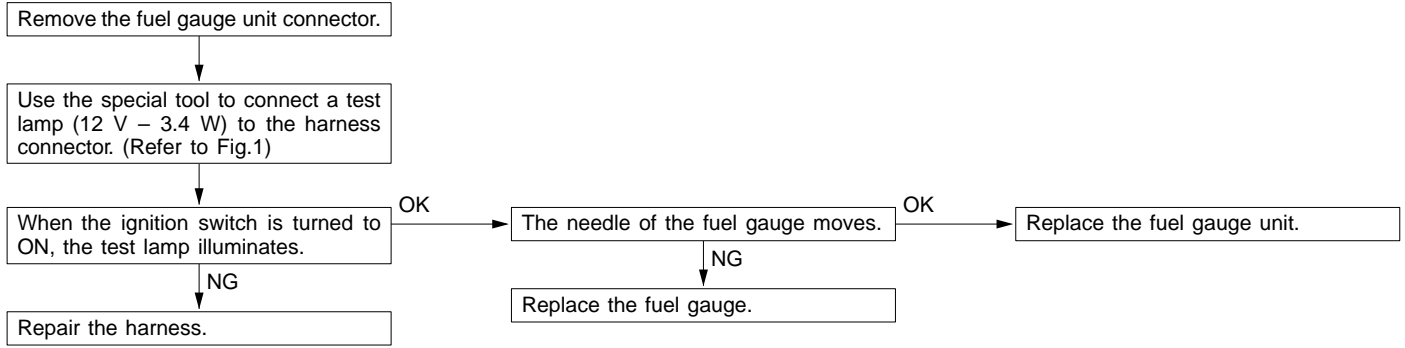 Remove the fuel gauge unit connector.
Use the special tool to connect a test
lamp (12 V – 3.4 W) to the harness
connector. (Refer to Fig.1)
When the ignition switch is turned to
ON, the test lamp illuminates.
OK
The needle of the fuel gauge moves.
OK
Replace the fuel gauge unit.
NG
Repair the harness.
NG
Replace the fuel gauge.